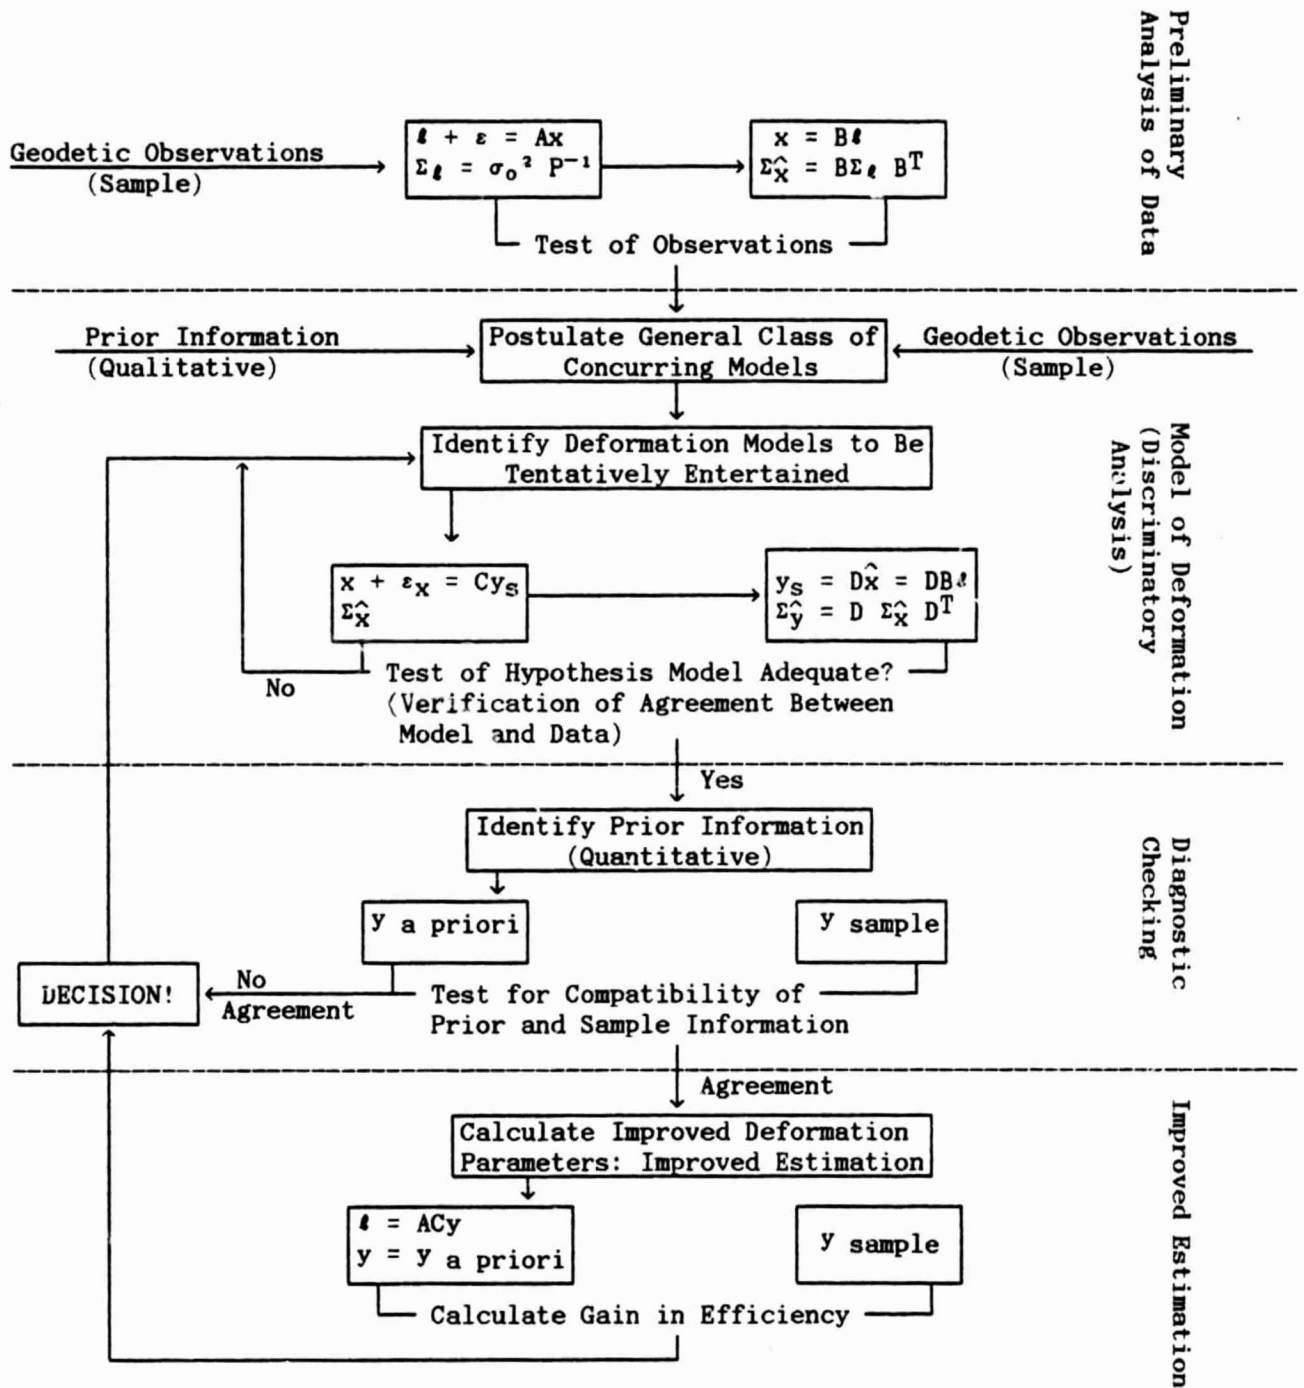 Preliminary
Analysis of Data
Geodetic Observations
(Sample)
ℓ + ε = Ax
Σℓ = σo² P⁻¹
x = Bℓ
Σx̂ = BΣℓ Bᵀ
Test of Observations
Prior Information
(Qualitative)
Postulate General Class of
Concurring Models
Geodetic Observations
(Sample)
Model of Deformation
(Discriminatory
Analysis)
Identify Deformation Models to Be
Tentatively Entertained
x + εx = Cys
Σx̂
ys = Dx̂ = DBℓ
Σŷ = D Σx̂ Dᵀ
No
Test of Hypothesis Model Adequate?
(Verification of Agreement Between
Model and Data)
Yes
Diagnostic
Checking
Identify Prior Information
(Quantitative)
y a priori
y sample
DECISION!
No
Agreement
Test for Compatibility of
Prior and Sample Information
Agreement
Improved Estimation
Calculate Improved Deformation
Parameters: Improved Estimation
ℓ = ACy
y = y a priori
y sample
Calculate Gain in Efficiency